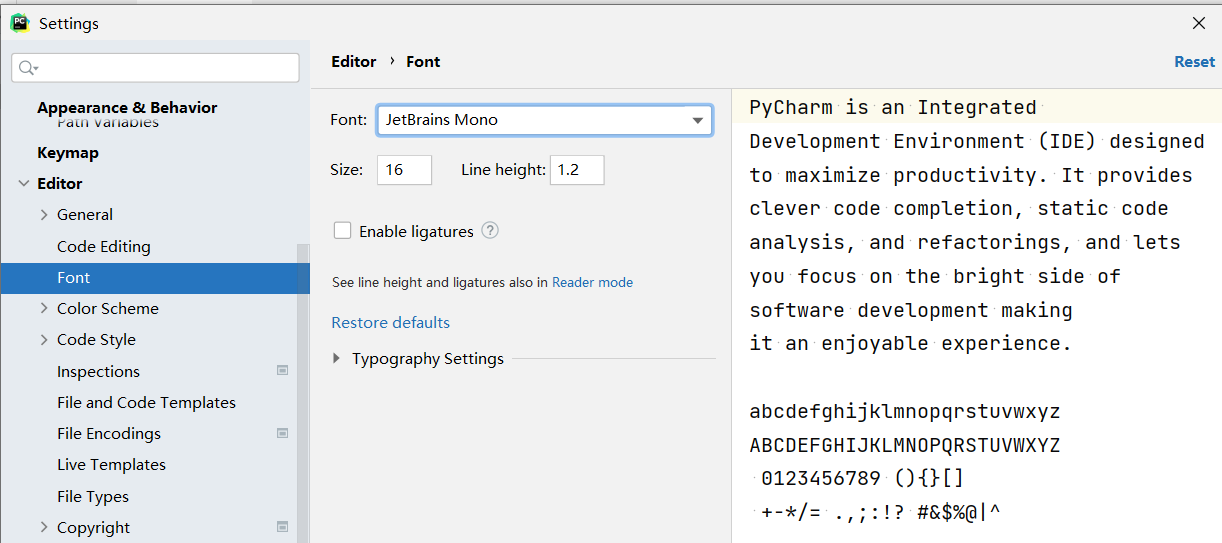 PC
Settings
Editor › Font
Reset
Appearance & Behavior
Path Variables
Keymap
Editor
General
Code Editing
Font
Color Scheme
Code Style
Inspections
File and Code Templates
File Encodings
Live Templates
File Types
Copyright
Font: JetBrains Mono
Size: 16 Line height: 1.2
Enable ligatures ?
See line height and ligatures also in Reader mode
Restore defaults
Typography Settings
PyCharm is an Integrated
Development Environment (IDE) designed
to maximize productivity. It provides
clever code completion, static code
analysis, and refactorings, and lets
you focus on the bright side of
software development making
it an enjoyable experience.
abcdefghijklmnopqrstuvwxyz
ABCDEFGHIJKLMNOPQRSTUVWXYZ
0123456789 (){}[]
+-*/= .,;:!? #&$%@|^